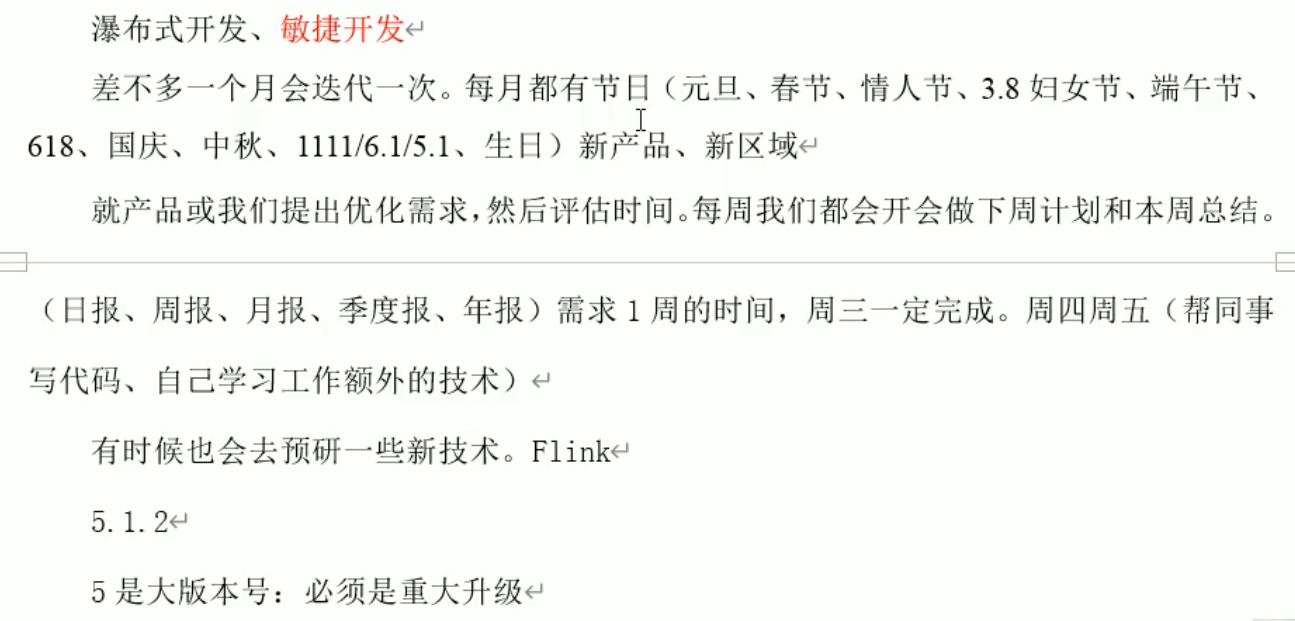 瀑布式开发、敏捷开发↵
差不多一个月会迭代一次。每月都有节日（元旦、春节、情人节、3.8 妇女节、端午节、
618、国庆、中秋、1111/6.1/5.1、生日）新产品、新区域↵
就产品或我们提出优化需求,然后评估时间。每周我们都会开会做下周计划和本周总结。
（日报、周报、月报、季度报、年报）需求 1 周的时间，周三一定完成。周四周五（帮同事
写代码、自己学习工作额外的技术）↵
有时候也会去预研一些新技术。Flink↵
5.1.2↵
5 是大版本号：必须是重大升级↵